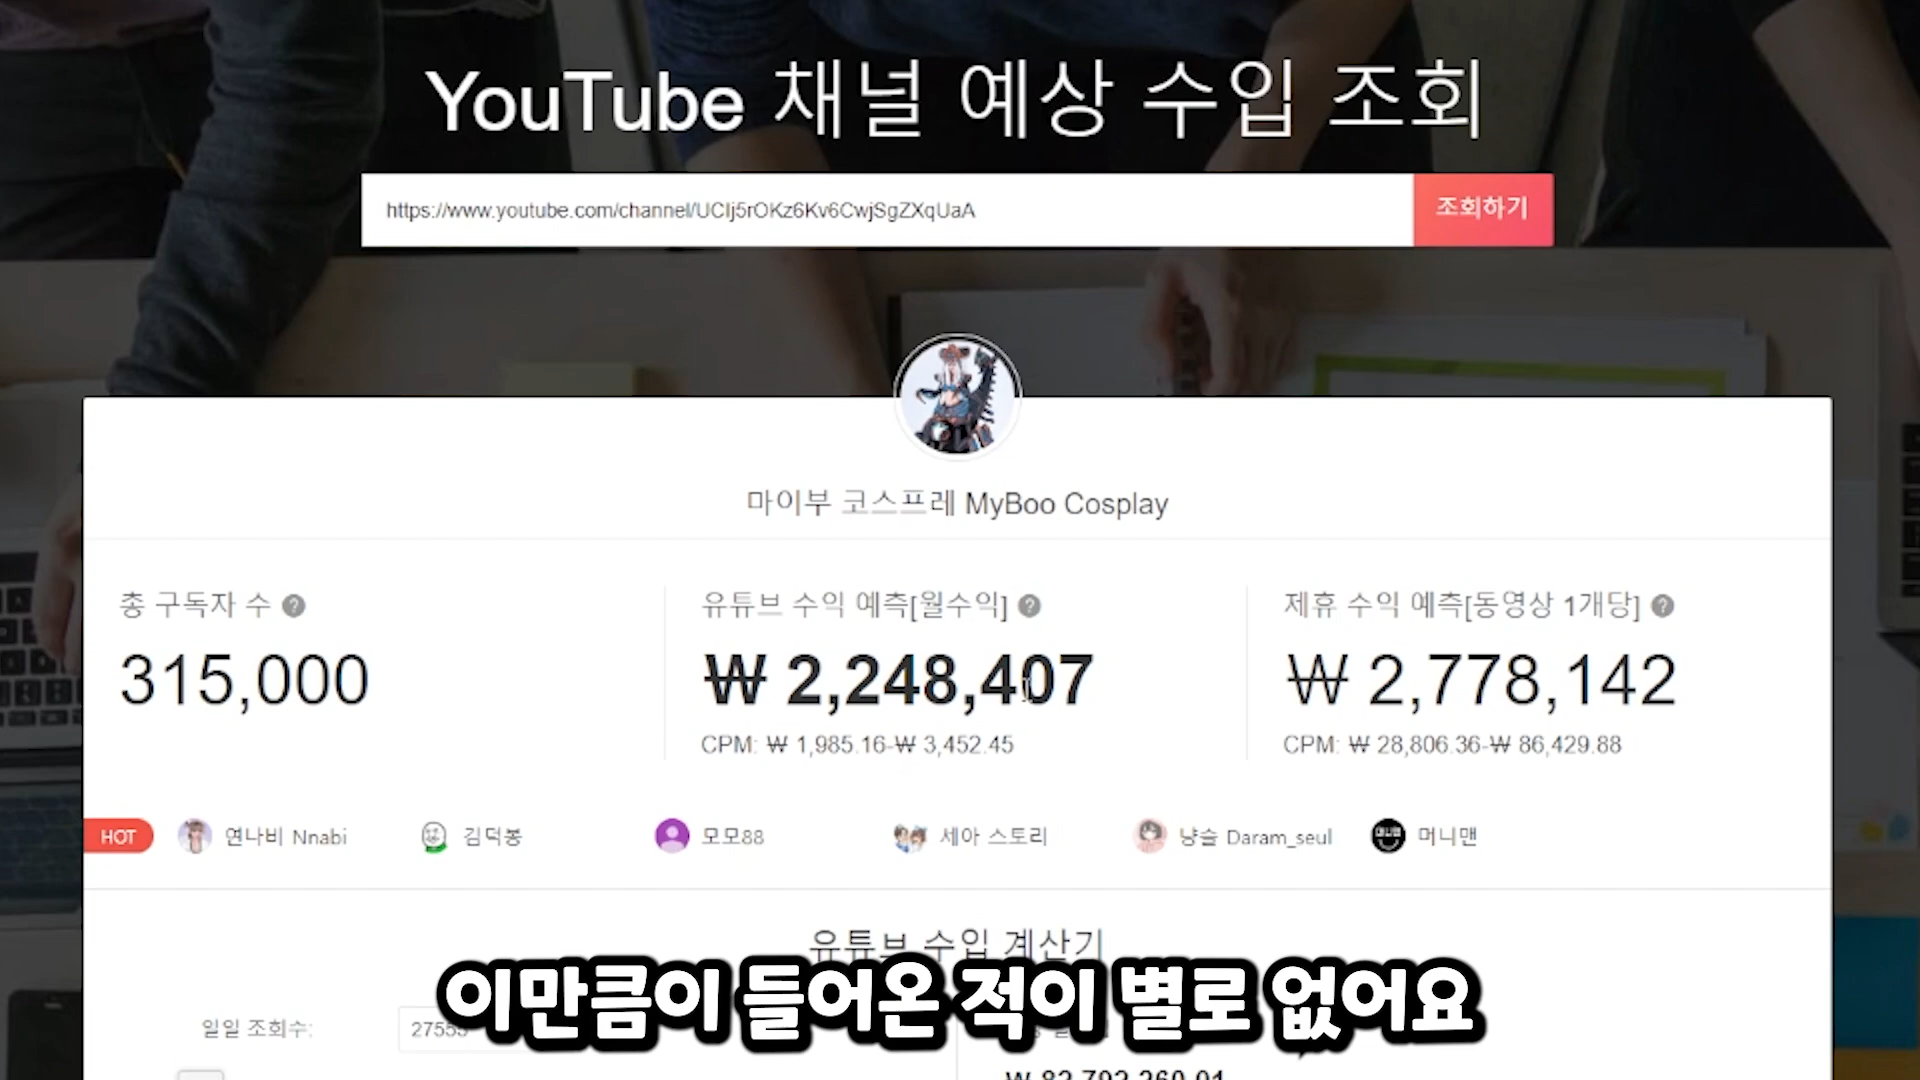 YouTube 채널 예상 수입 조회
https://www.youtube.com/channel/UCIj5rOKz6Kv6CwjSgZXqUaA
조회하기
마이부 코스프레 MyBoo Cosplay
총 구독자 수 ?
315,000
유튜브 수익 예측[월수익] ?
₩ 2,248,407
CPM: ₩ 1,985.16-₩ 3,452.45
제휴 수익 예측[동영상 1개당] ?
₩ 2,778,142
CPM: ₩ 28,806.36-₩ 86,429.88
HOT
연나비 Nnabi
김덕봉
모모88
세아 스토리
냥슬 Daram_seul
머니맨
유튜브 수입 계산기
이만큼이 들어온 적이 별로 없어요
일일 조회수: